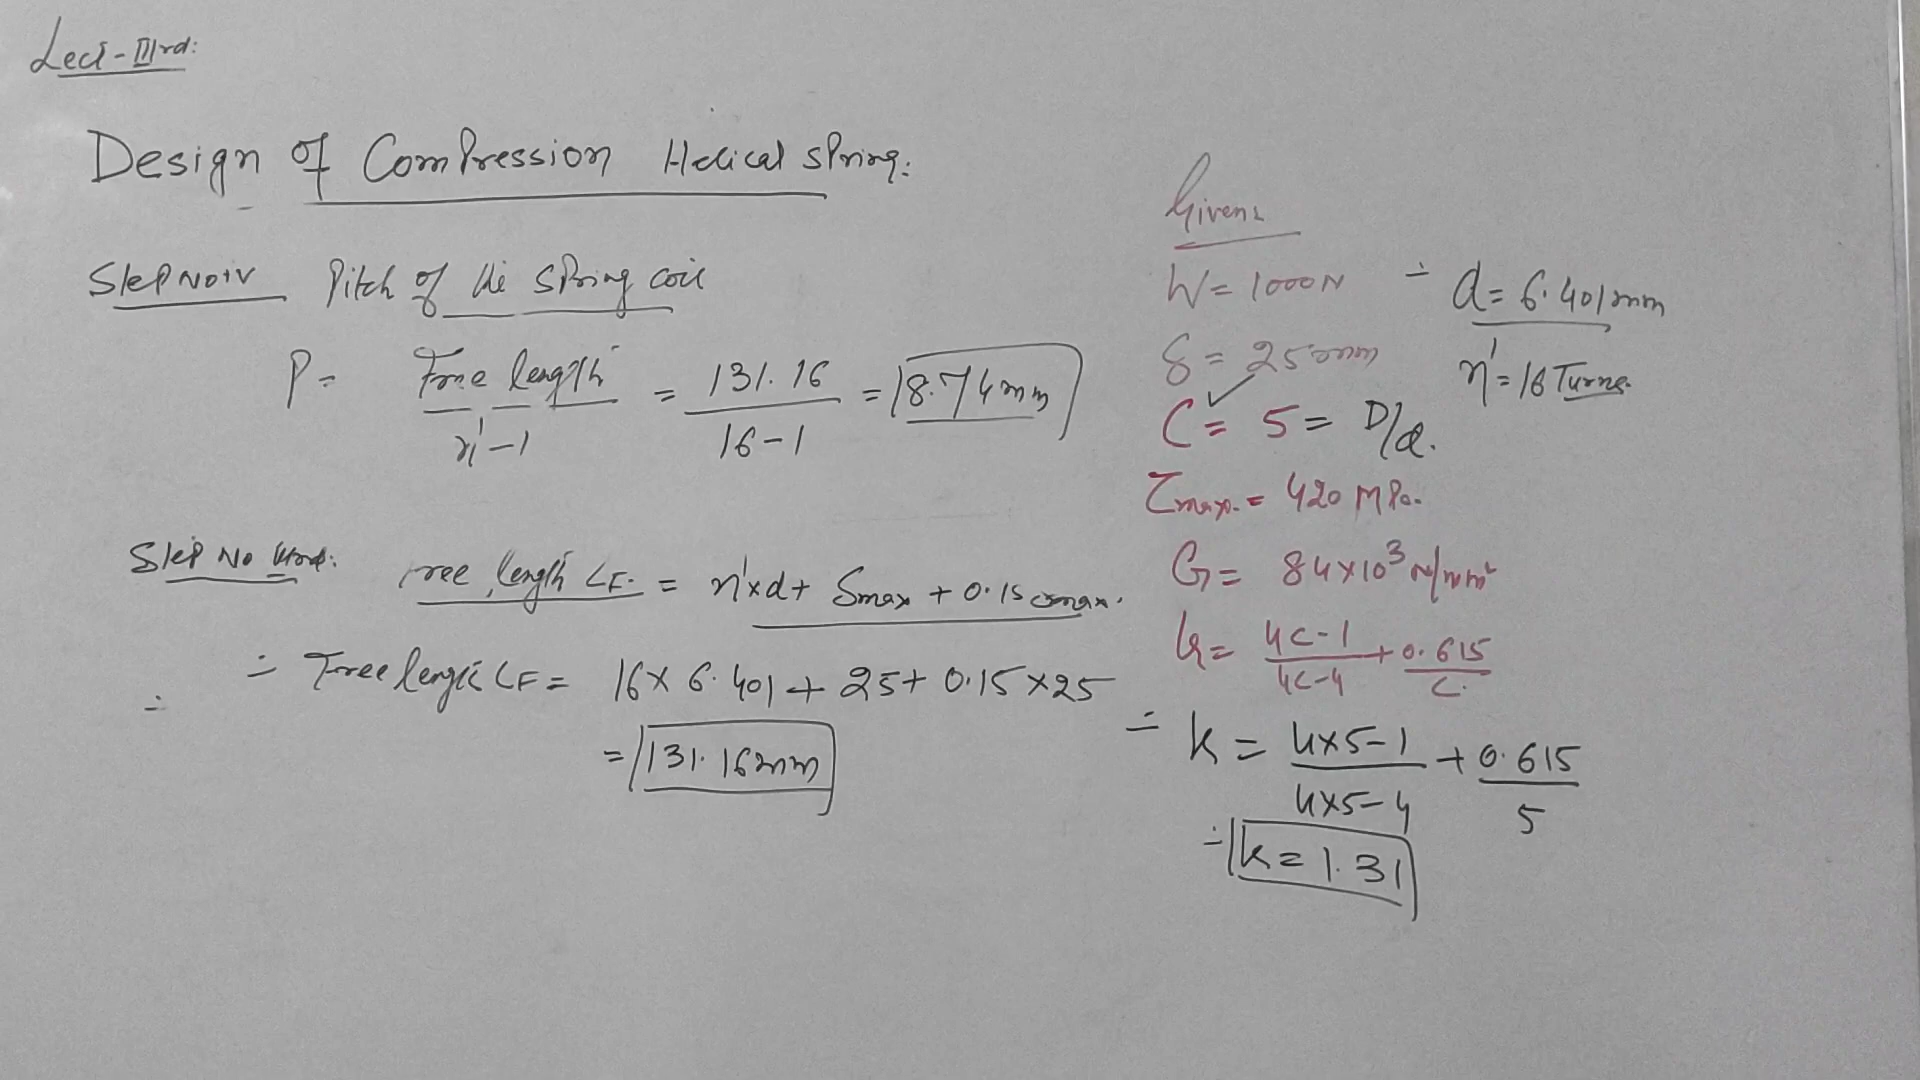 Lect-IIIrd:
Design of Compression Helical spring:
Step No IV Pitch of the spring coil
P = Free length / n'-1 = 131.16 / 16-1 = 8.74mm
Step No IIIrd: Free length LF. = n'xd+ δmax + 0.15 δmax.
∴ Free length LF = 16x 6.401 + 25+ 0.15 x25
= 131.16mm
Given:
W= 1000N
δ = 25mm
C = 5 = D/d.
τmax. = 420 MPa.
G = 84x10³ N/mm²
k= 4C-1 / 4C-4 + 0.615 / C.
∴ k = 4x5-1 / 4x5-4 + 0.615 / 5
∴ k = 1.31
∴ d= 6.401mm
n' = 16 Turns.